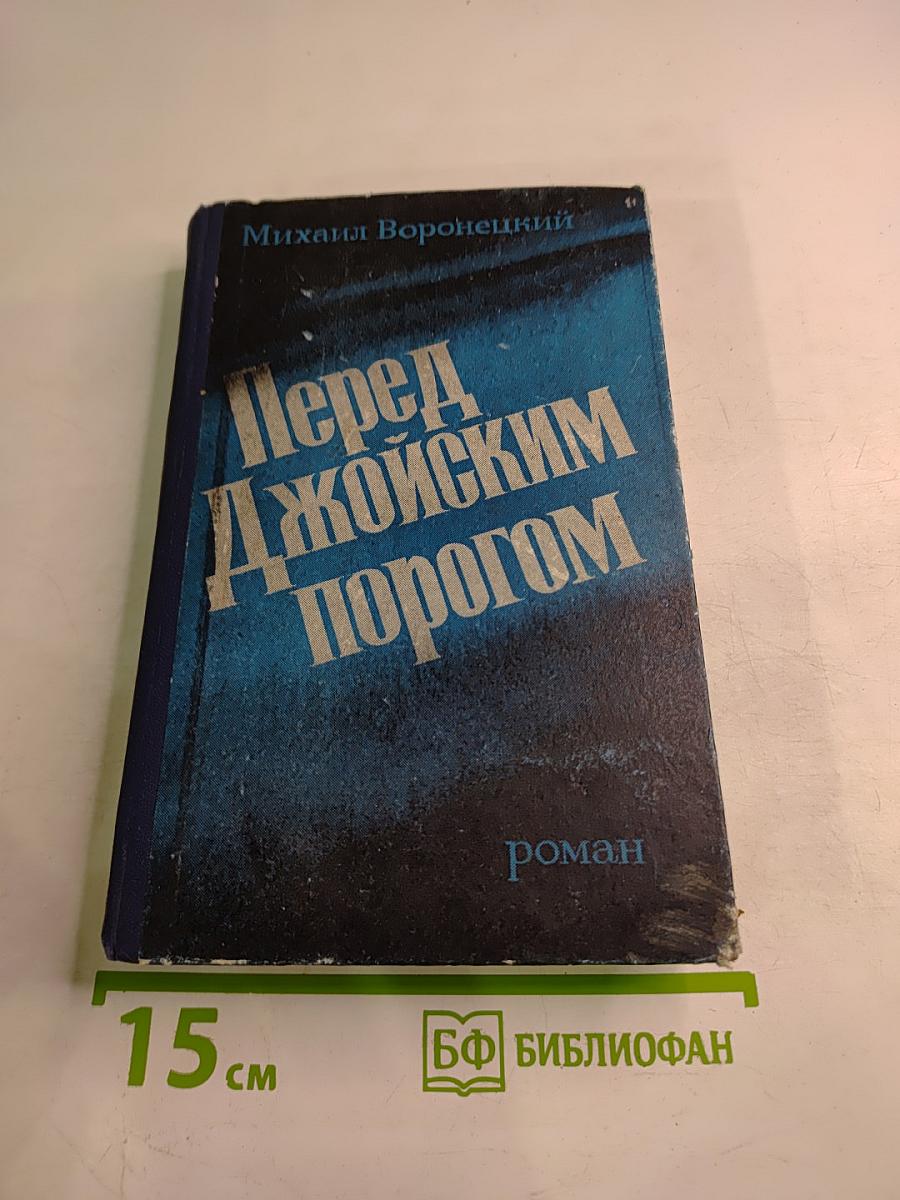 Михаил Воронецкий
Перед
Джойским
порогом
роман
15 см
БФ БИБЛИОФАН